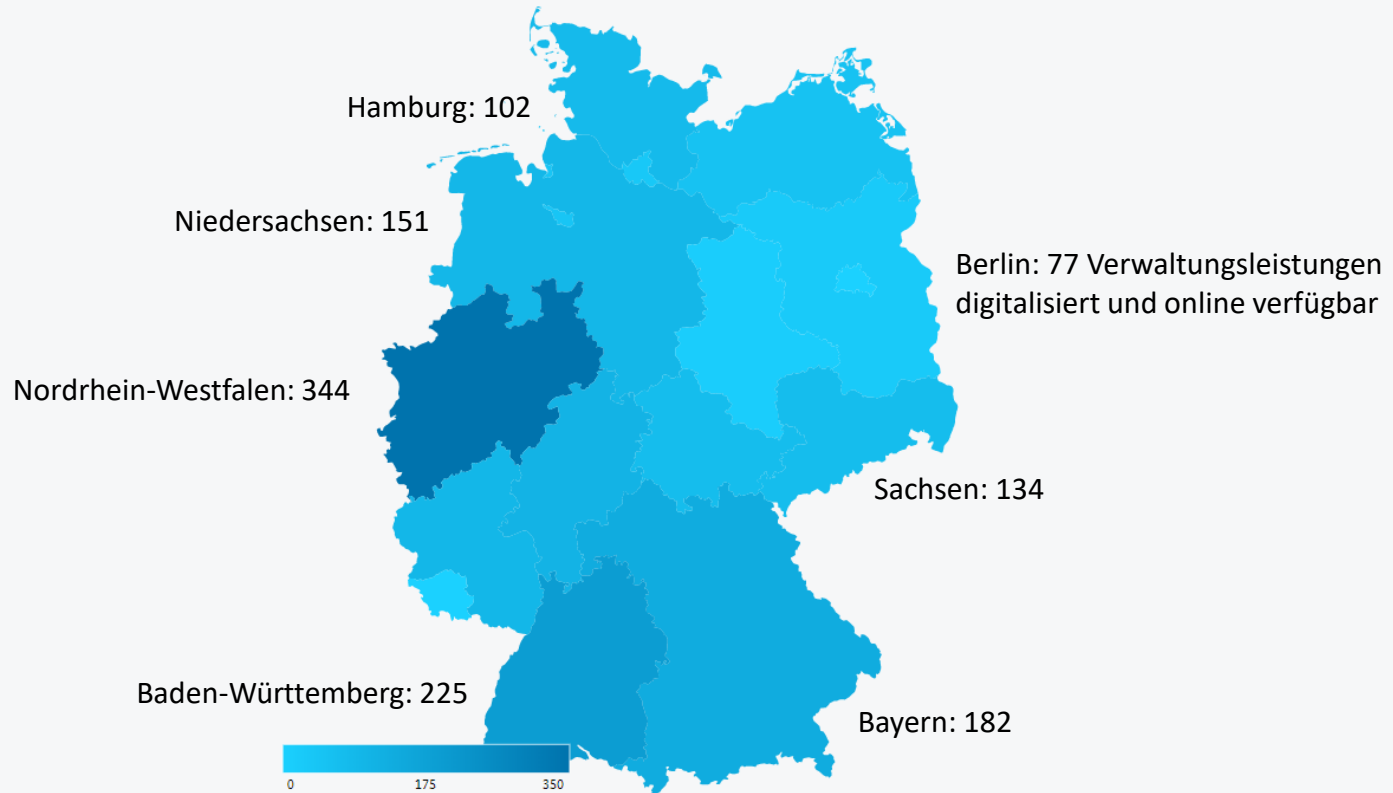 Hamburg: 102
Niedersachsen: 151
Berlin: 77 Verwaltungsleistungen
digitalisiert und online verfügbar
Nordrhein-Westfalen: 344
Sachsen: 134
Baden-Württemberg: 225
Bayern: 182
0 175 350